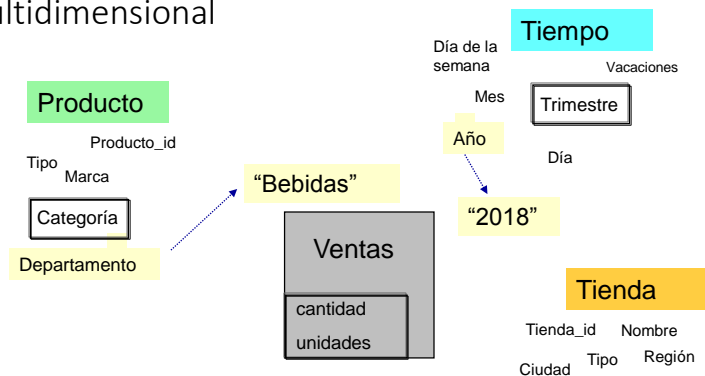 ltidimensional
Tiempo
Día de la
semana
Vacaciones
Mes
Trimestre
Año
Día
“2018”
Producto
Producto_id
Tipo
Marca
Categoría
Departamento
“Bebidas”
Ventas
cantidad
unidades
Tienda
Tienda_id
Nombre
Ciudad
Tipo
Región